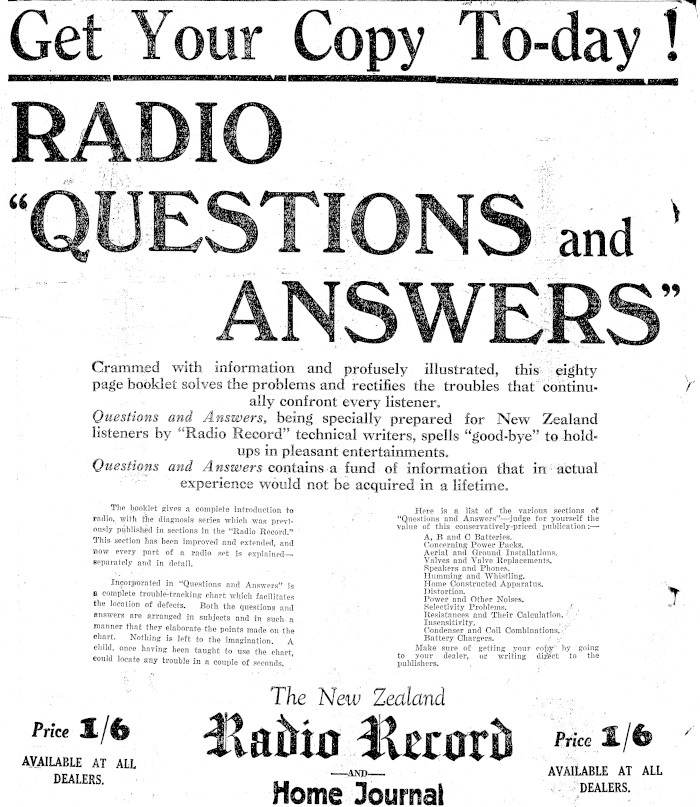 Get Your Copy To-day !
RADIO
"QUESTIONS and
ANSWERS"
Crammed with information and profusely illustrated, this eighty
page booklet solves the problems and rectifies the troubles that continu-
ally confront every listener.
Questions and Answers, being specially prepared for New Zealand
listeners by "Radio Record" technical writers, spells "good-bye" to hold-
ups in pleasant entertainments.
Questions and Answers contains a fund of information that in actual
experience would not be acquired in a lifetime.
The booklet gives a complete introduction to
radio, with the diagnosis series which was previ-
ously published in sections in the "Radio Record."
This section has been improved and extended, and
now every part of a radio set is explained—
separately and in detail.
Incorporated in "Questions and Answers" is
a complete trouble-tracking chart which facilitates
the location of defects. Both the questions and
answers are arranged in subjects and in such a
manner that they elaborate the points made on the
chart. Nothing is left to the imagination. A
child, once having been taught to use the chart,
could locate any trouble in a couple of seconds.
Here is a list of the various sections of
"Questions and Answers"—judge for yourself the
value of this conservatively-priced publication:—
A, B and C Batteries.
Concerning Power Packs.
Aerial and Ground Installations.
Valves and Valve Replacements.
Speakers and Phones.
Humming and Whistling.
Home Constructed Apparatus.
Distortion.
Power and Other Noises.
Selectivity Problems.
Resistances and Their Calculation.
Insensitivity.
Condenser and Coil Combinations.
Battery Chargers.
Make sure of getting your copy by going
to your dealer, or writing direct to the
publishers.
Price 1/6
AVAILABLE AT ALL
DEALERS.
The New Zealand
Radio Record
—AND—
Home Journal
Price 1/6
AVAILABLE AT ALL
DEALERS.